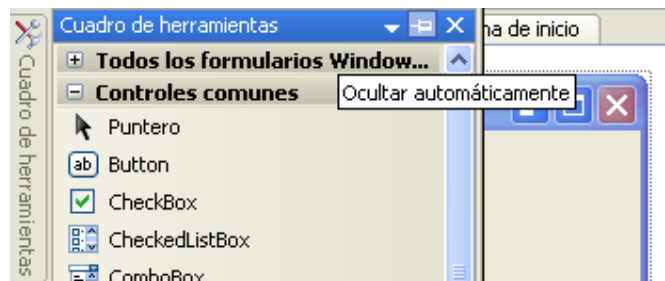 Cuadro de herramientas
Cuadro de herramientas
na de inicio
Todos los formularios Window...
Controles comunes
Ocultar automáticamente
Puntero
ab Button
CheckBox
CheckedListBox
ComboBox